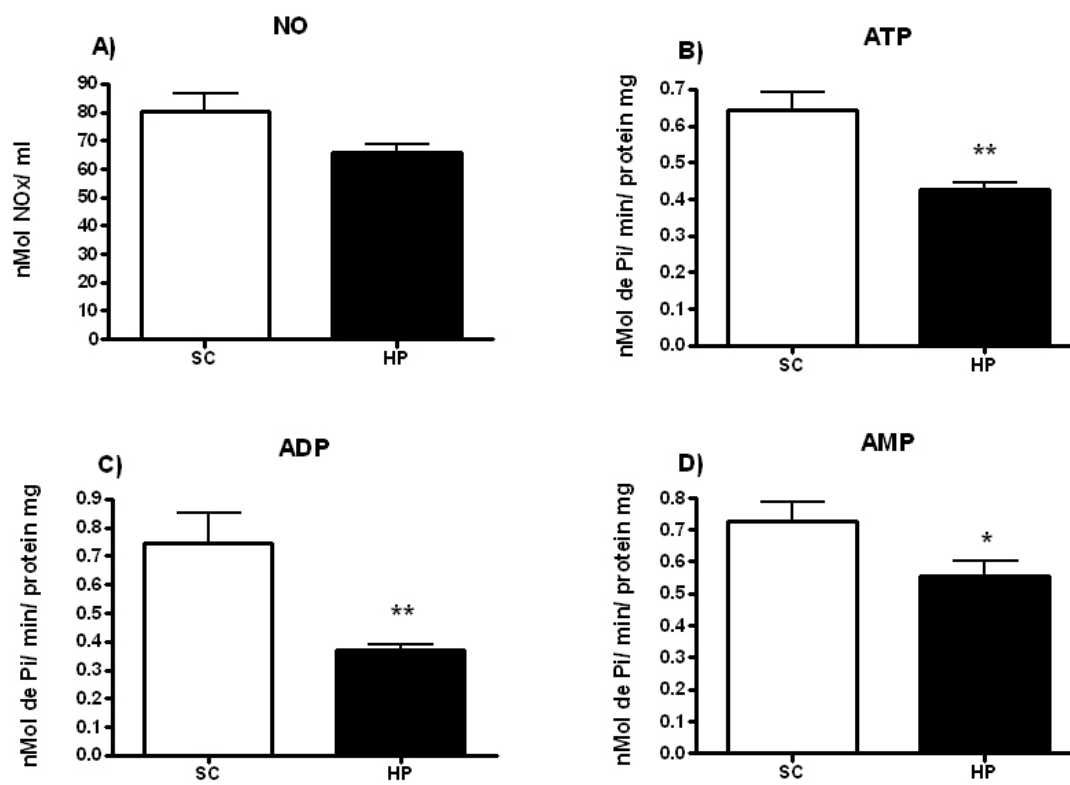 NO
A)
nMol NOx/ ml
90
80
70
60
50
40
30
20
10
0
SC HP
ATP
B)
nMol de Pi/ min/ protein mg
0.7
0.6
0.5
0.4
0.3
0.2
0.1
0.0
**
SC HP
ADP
C)
nMol de Pi/ min/ protein mg
0.9
0.8
0.7
0.6
0.5
0.4
0.3
0.2
0.1
0.0
**
SC HP
AMP
D)
nMol de Pi/ min/ protein mg
0.8
0.7
0.6
0.5
0.4
0.3
0.2
0.1
0.0
*
SC HP